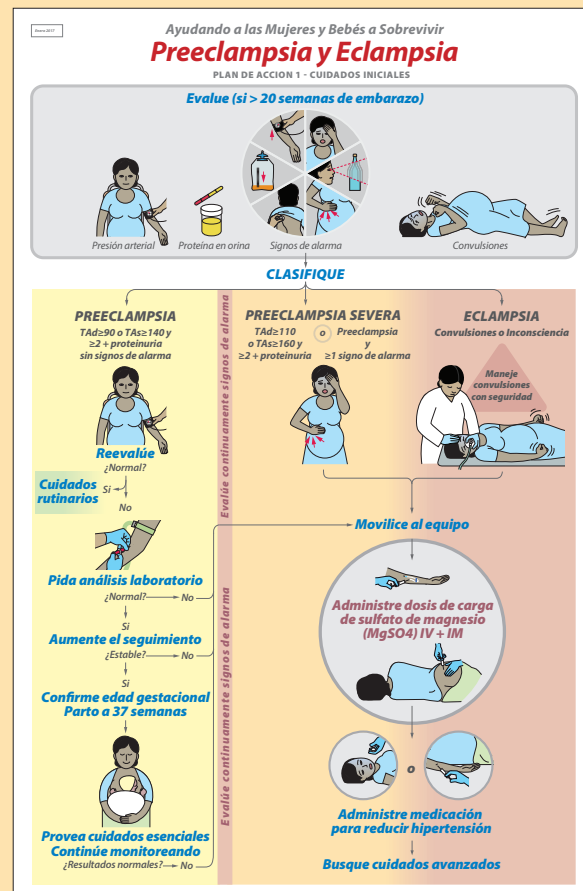 Enero 2017
Ayudando a las Mujeres y Bebés a Sobrevivir
Preeclampsia y Eclampsia
PLAN DE ACCION 1 - CUIDADOS INICIALES
Evalue (si > 20 semanas de embarazo)
Presión arterial
Proteína en orina
Signos de alarma
Convulsiones
CLASIFIQUE
PREECLAMPSIA
TAd≥90 o TAs≥140 y
≥2 + proteinuria
sin signos de alarma
Reevalúe
¿Normal?
Si
Cuidados
rutinarios
No
Pida análisis laboratorio
¿Normal?
No
Si
Aumente el seguimiento
¿Estable?
No
Si
Confirme edad gestacional
Parto a 37 semanas
Provea cuidados esenciales
Continúe monitoreando
¿Resultados normales?
No
Evalúe continuamente signos de alarma
Evalúe continuamente signos de alarma
PREECLAMPSIA SEVERA
TAd≥110
o TAs≥160 y
≥2 + proteinuria
o
Preeclampsia
y
≥1 signo de alarma
ECLAMPSIA
Convulsiones o Inconsciencia
Maneje
convulsiones
con seguridad
Movilice al equipo
Administre dosis de carga
de sulfato de magnesio
(MgSO4) IV + IM
o
Administre medicación
para reducir hipertensión
Busque cuidados avanzados